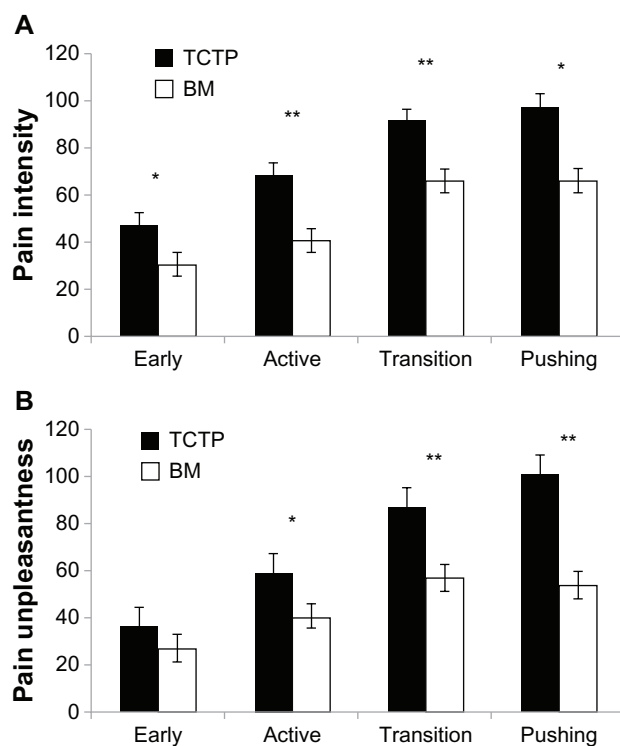 A
Pain intensity
120
100
80
60
40
20
0
TCTP
BM
*
**
**
*
Early Active Transition Pushing
B
Pain unpleasantness
120
100
80
60
40
20
0
TCTP
BM
*
**
**
Early Active Transition Pushing